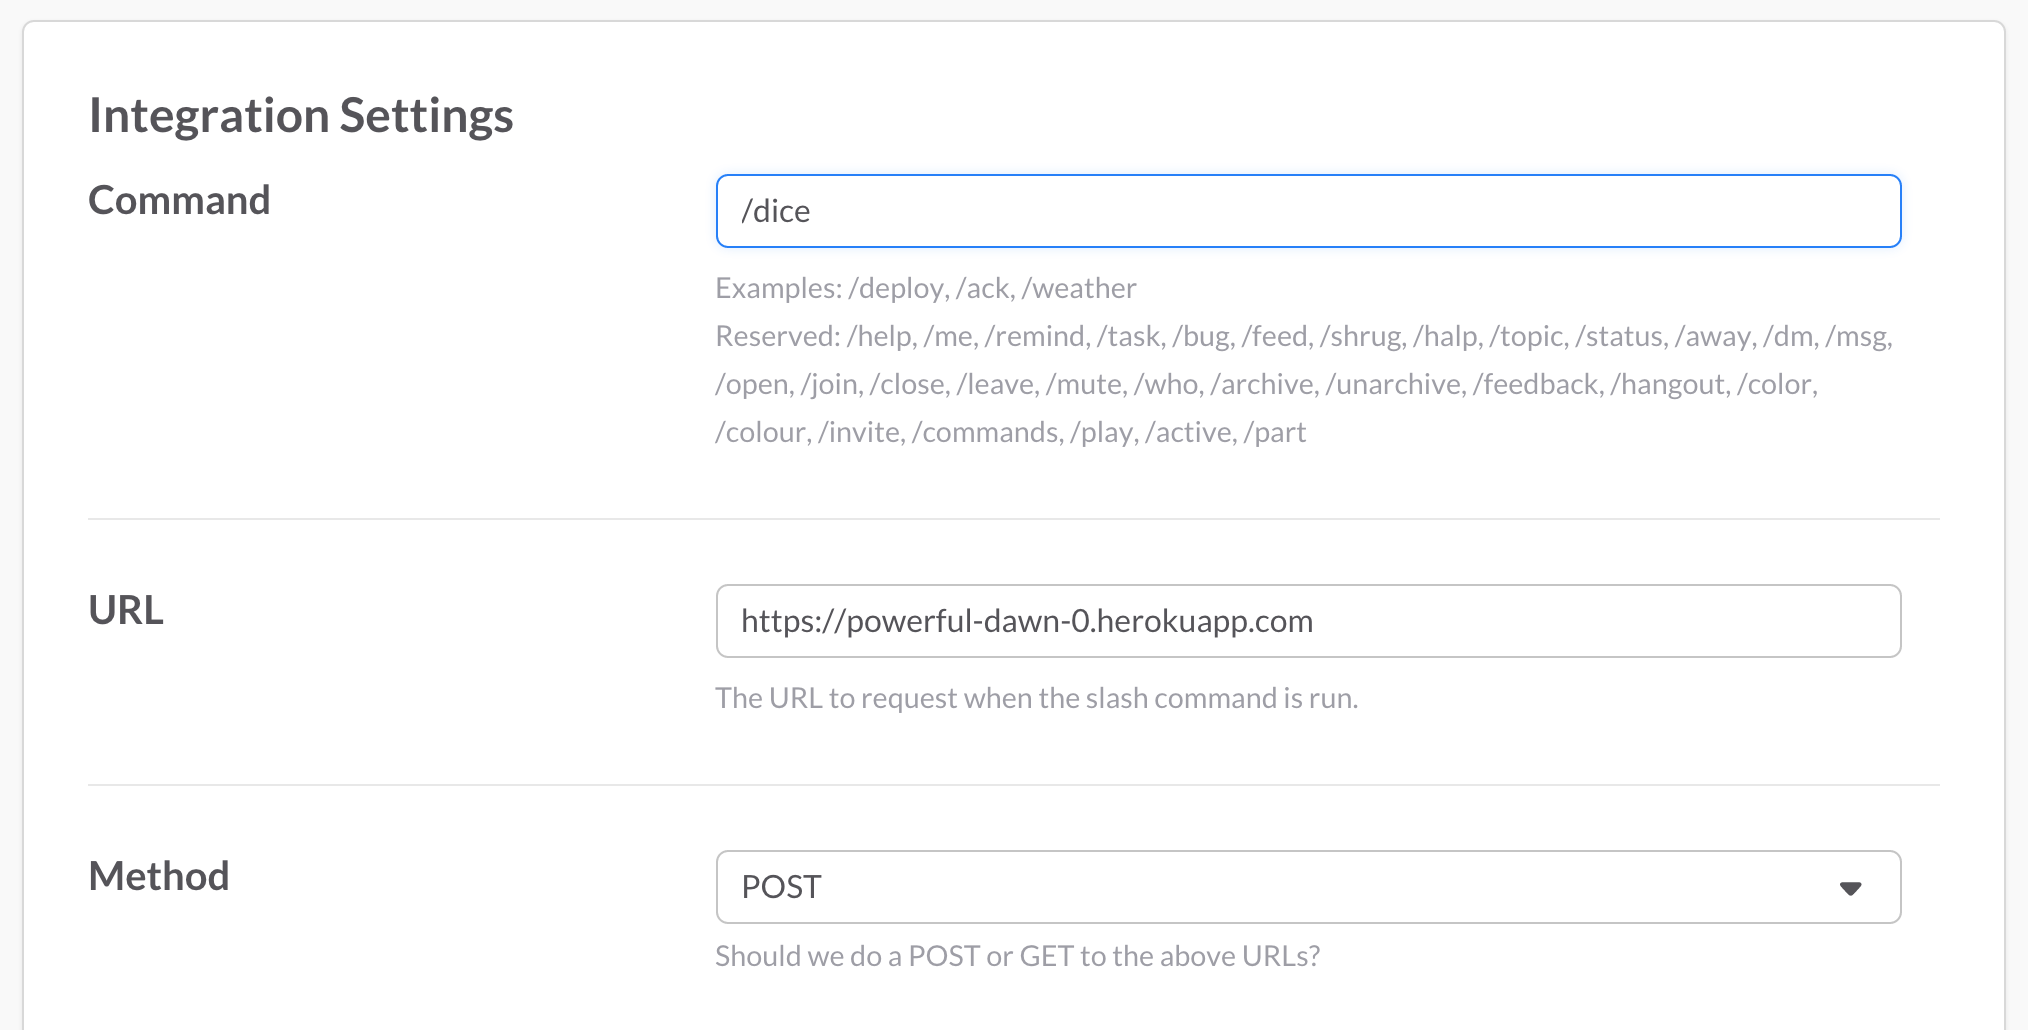 Integration Settings
Command
/dice
Examples: /deploy, /ack, /weather
Reserved: /help, /me, /remind, /task, /bug, /feed, /shrug, /halp, /topic, /status, /away, /dm, /msg,
/open, /join, /close, /leave, /mute, /who, /archive, /unarchive, /feedback, /hangout, /color,
/colour, /invite, /commands, /play, /active, /part
URL
https://powerful-dawn-0.herokuapp.com
The URL to request when the slash command is run.
Method
POST
Should we do a POST or GET to the above URLs?